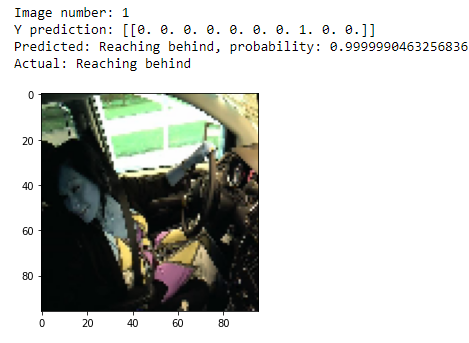 Image number: 1
Y prediction: [[0. 0. 0. 0. 0. 0. 0. 1. 0. 0.]]
Predicted: Reaching behind, probability: 0.9999990463256836
Actual: Reaching behind
0
20
40
60
80
0 20 40 60 80